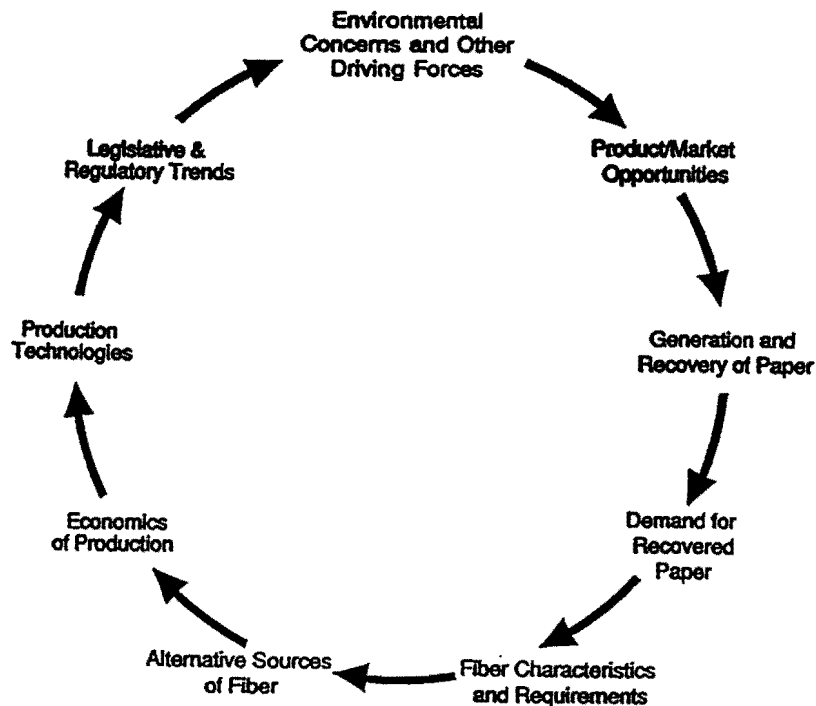 Environmental
Concerns and Other
Driving Forces
Product/Market
Opportunities
Generation and
Recovery of Paper
Demand for
Recovered
Paper
Fiber Characteristics
and Requirements
Alternative Sources
of Fiber
Economics
of Production
Production
Technologies
Legislative &
Regulatory Trends